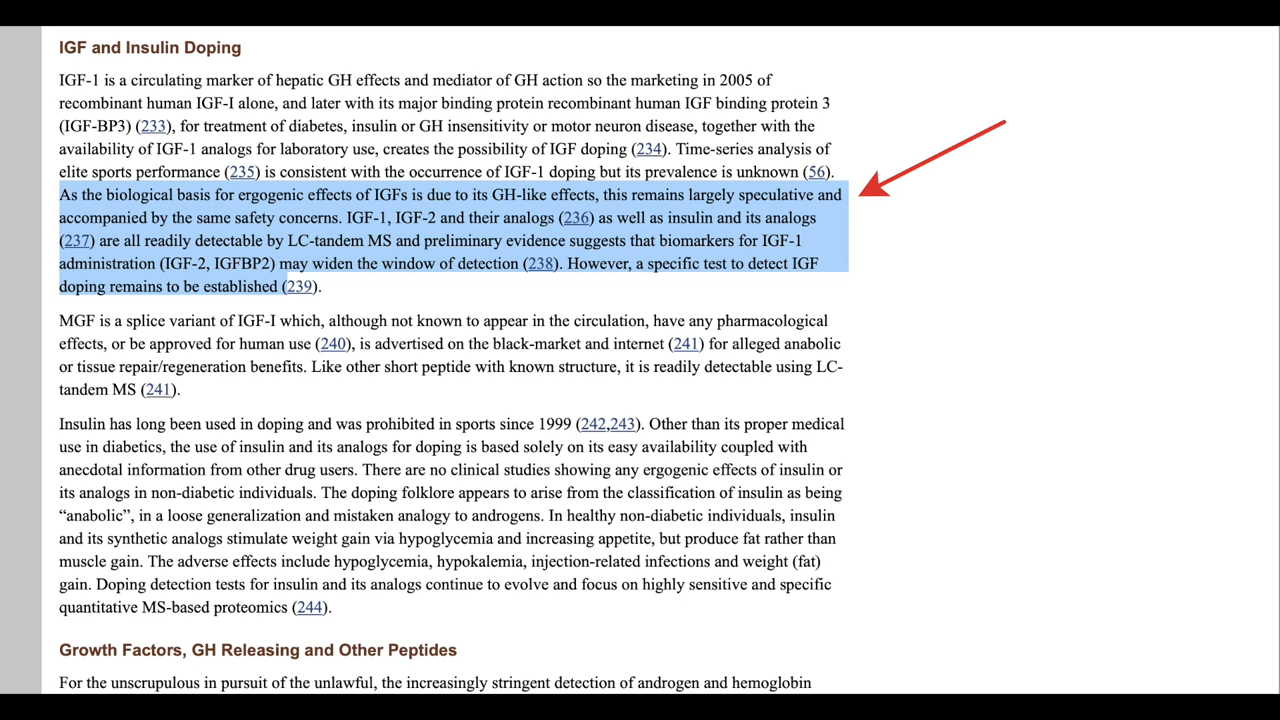 IGF and Insulin Doping
IGF-1 is a circulating marker of hepatic GH effects and mediator of GH action so the marketing in 2005 of
recombinant human IGF-I alone, and later with its major binding protein recombinant human IGF binding protein 3
(IGF-BP3) (233), for treatment of diabetes, insulin or GH insensitivity or motor neuron disease, together with the
availability of IGF-1 analogs for laboratory use, creates the possibility of IGF doping (234). Time-series analysis of
elite sports performance (235) is consistent with the occurrence of IGF-1 doping but its prevalence is unknown (56).
As the biological basis for ergogenic effects of IGFs is due to its GH-like effects, this remains largely speculative and
accompanied by the same safety concerns. IGF-1, IGF-2 and their analogs (236) as well as insulin and its analogs
(237) are all readily detectable by LC-tandem MS and preliminary evidence suggests that biomarkers for IGF-1
administration (IGF-2, IGFBP2) may widen the window of detection (238). However, a specific test to detect IGF
doping remains to be established (239).
MGF is a splice variant of IGF-I which, although not known to appear in the circulation, have any pharmacological
effects, or be approved for human use (240), is advertised on the black-market and internet (241) for alleged anabolic
or tissue repair/regeneration benefits. Like other short peptide with known structure, it is readily detectable using LC-
tandem MS (241).
Insulin has long been used in doping and was prohibited in sports since 1999 (242,243). Other than its proper medical
use in diabetics, the use of insulin and its analogs for doping is based solely on its easy availability coupled with
anecdotal information from other drug users. There are no clinical studies showing any ergogenic effects of insulin or
its analogs in non-diabetic individuals. The doping folklore appears to arise from the classification of insulin as being
“anabolic”, in a loose generalization and mistaken analogy to androgens. In healthy non-diabetic individuals, insulin
and its synthetic analogs stimulate weight gain via hypoglycemia and increasing appetite, but produce fat rather than
muscle gain. The adverse effects include hypoglycemia, hypokalemia, injection-related infections and weight (fat)
gain. Doping detection tests for insulin and its analogs continue to evolve and focus on highly sensitive and specific
quantitative MS-based proteomics (244).
Growth Factors, GH Releasing and Other Peptides
For the unscrupulous in pursuit of the unlawful, the increasingly stringent detection of androgen and hemoglobin